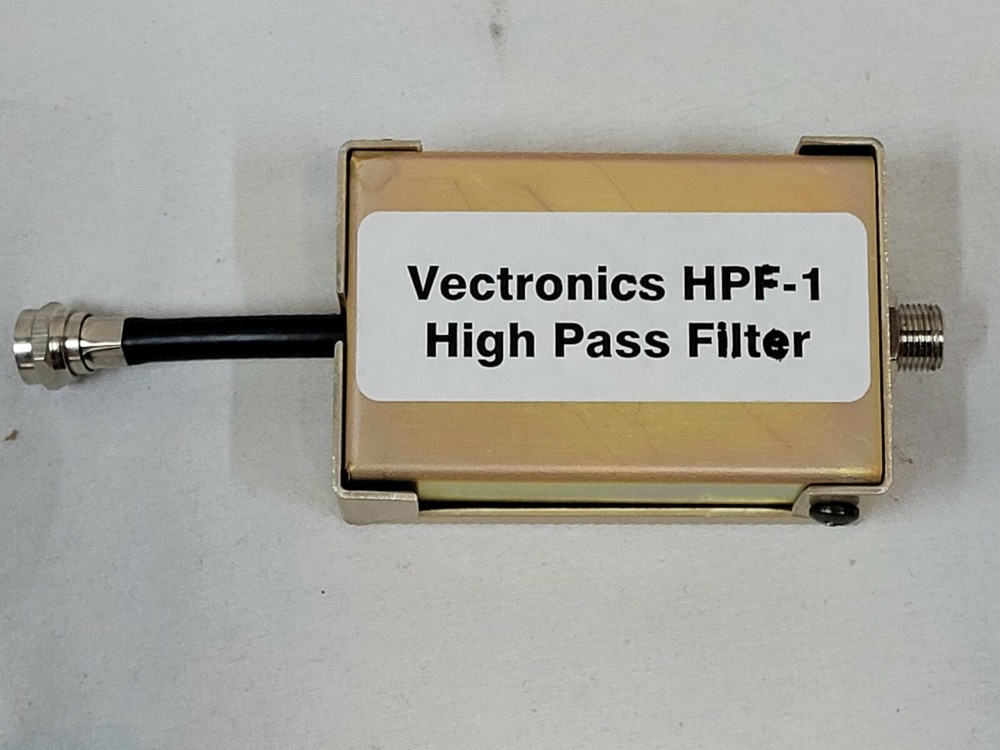 Vectronics HPF-1
High Pass Filter